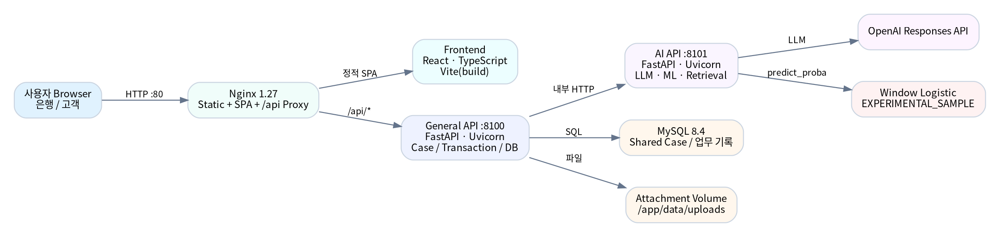 사용자 Browser
은행 / 고객
HTTP :80
Nginx 1.27
Static + SPA + /api Proxy
정적 SPA
/api/*
Frontend
React · TypeScript
Vite(build)
General API :8100
FastAPI · Uvicorn
Case / Transaction / DB
내부 HTTP
SQL
파일
AI API :8101
FastAPI · Uvicorn
LLM · ML · Retrieval
MySQL 8.4
Shared Case / 업무 기록
Attachment Volume
/app/data/uploads
LLM
predict_proba
OpenAI Responses API
Window Logistic
EXPERIMENTAL_SAMPLE